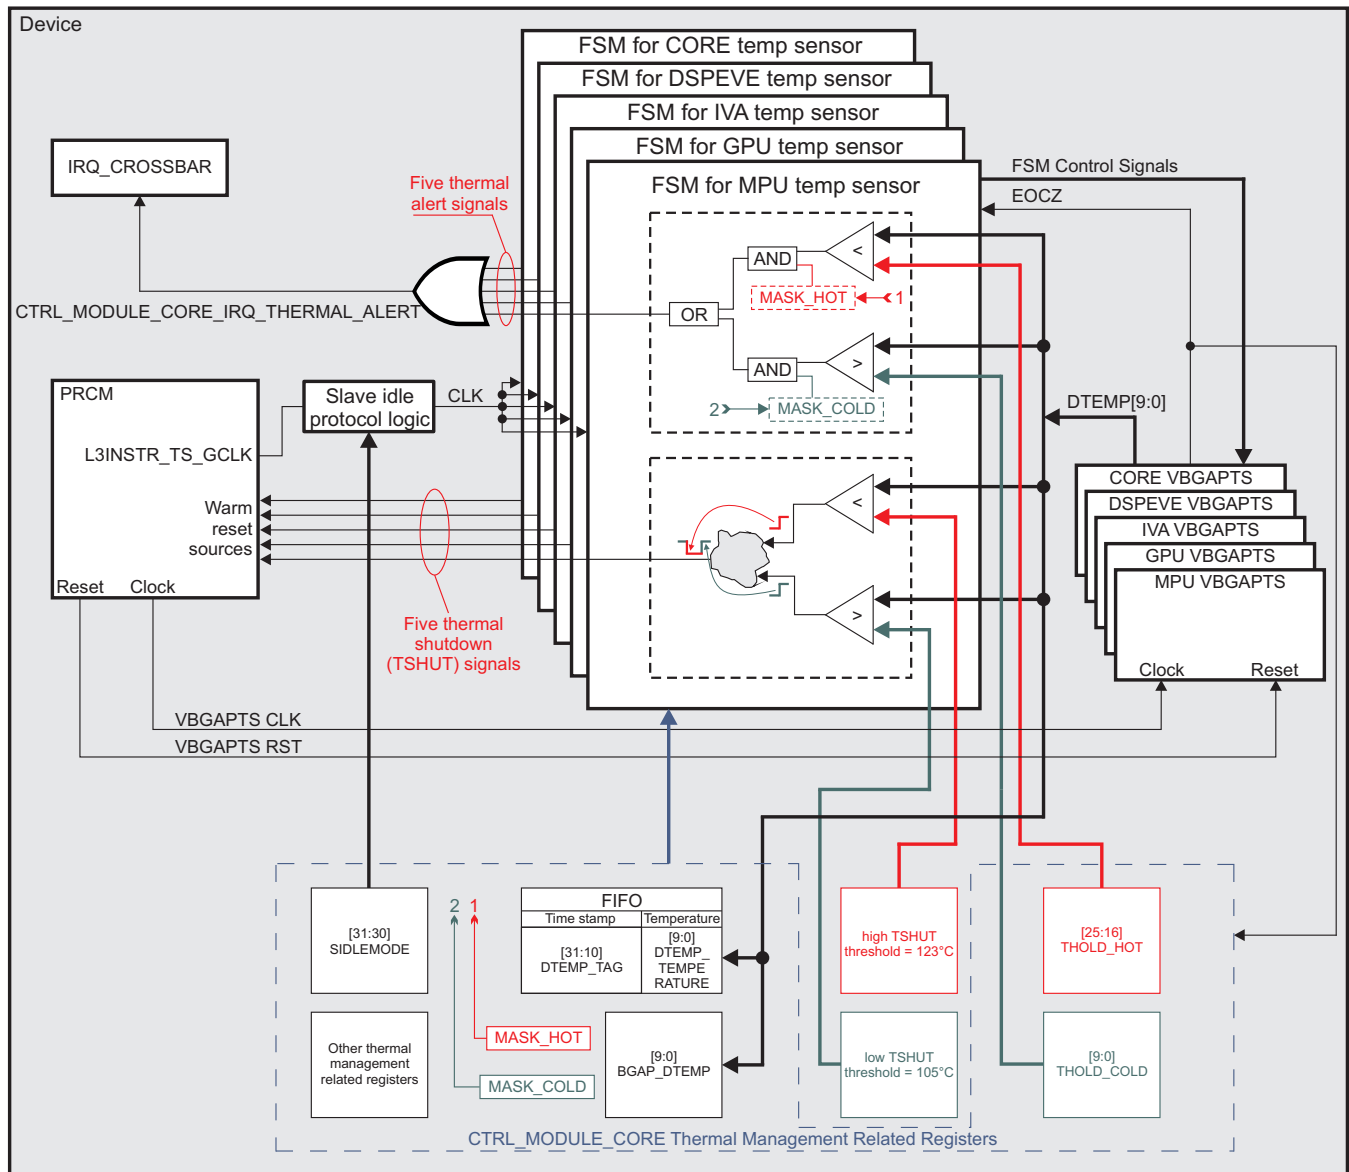 Device
FSM for CORE temp sensor
FSM for DSPEVE temp sensor
FSM for IVA temp sensor
FSM for GPU temp sensor
FSM for MPU temp sensor
IRQ_CROSSBAR
Five thermal
alert signals
FSM Control Signals
EOCZ
AND
<
MASK_HOT
1
OR
CTRL_MODULE_CORE_IRQ_THERMAL_ALERT
AND
>
2
MASK_COLD
PRCM
Slave idle
protocol logic
CLK
DTEMP[9:0]
L3INSTR_TS_GCLK
CORE VBGAPTS
DSPEVE VBGAPTS
IVA VBGAPTS
GPU VBGAPTS
MPU VBGAPTS
Warm
reset
sources
<
>
Reset
Clock
Five thermal
shutdown
(TSHUT) signals
Clock
Reset
VBGAPTS CLK
VBGAPTS RST
[31:30]
SIDLEMODE
2
1
FIFO
Time stamp
Temperature
[31:10]
DTEMP_TAG
[9:0]
DTEMP_
TEMPE
RATURE
high TSHUT
threshold = 123°C
[25:16]
THOLD_HOT
Other thermal
management
related registers
MASK_HOT
MASK_COLD
[9:0]
BGAP_DTEMP
low TSHUT
threshold = 105°C
[9:0]
THOLD_COLD
CTRL_MODULE_CORE Thermal Management Related Registers